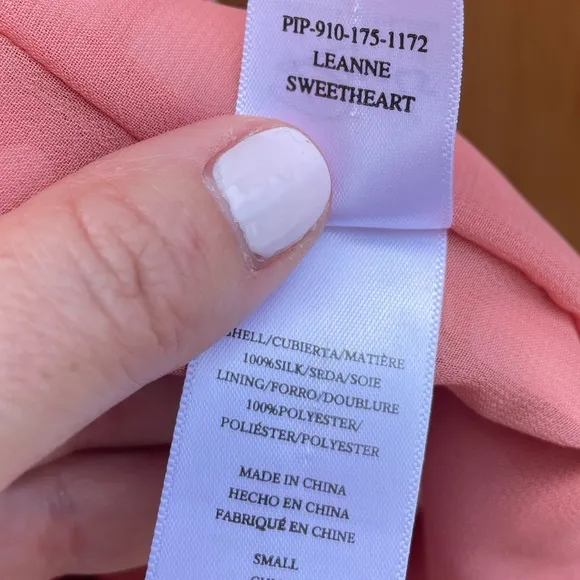 PIP-910-175-1172
LEANNE
SWEETHEART
SHELL/CUBIERTA/MATIÈRE
100%SILK/SEDA/SOIE
LINING/FORRO/DOUBLURE
100%POLYESTER/
POLIÉSTER/POLYESTER
MADE IN CHINA
HECHO EN CHINA
FABRIQUÉ EN CHINE
SMALL